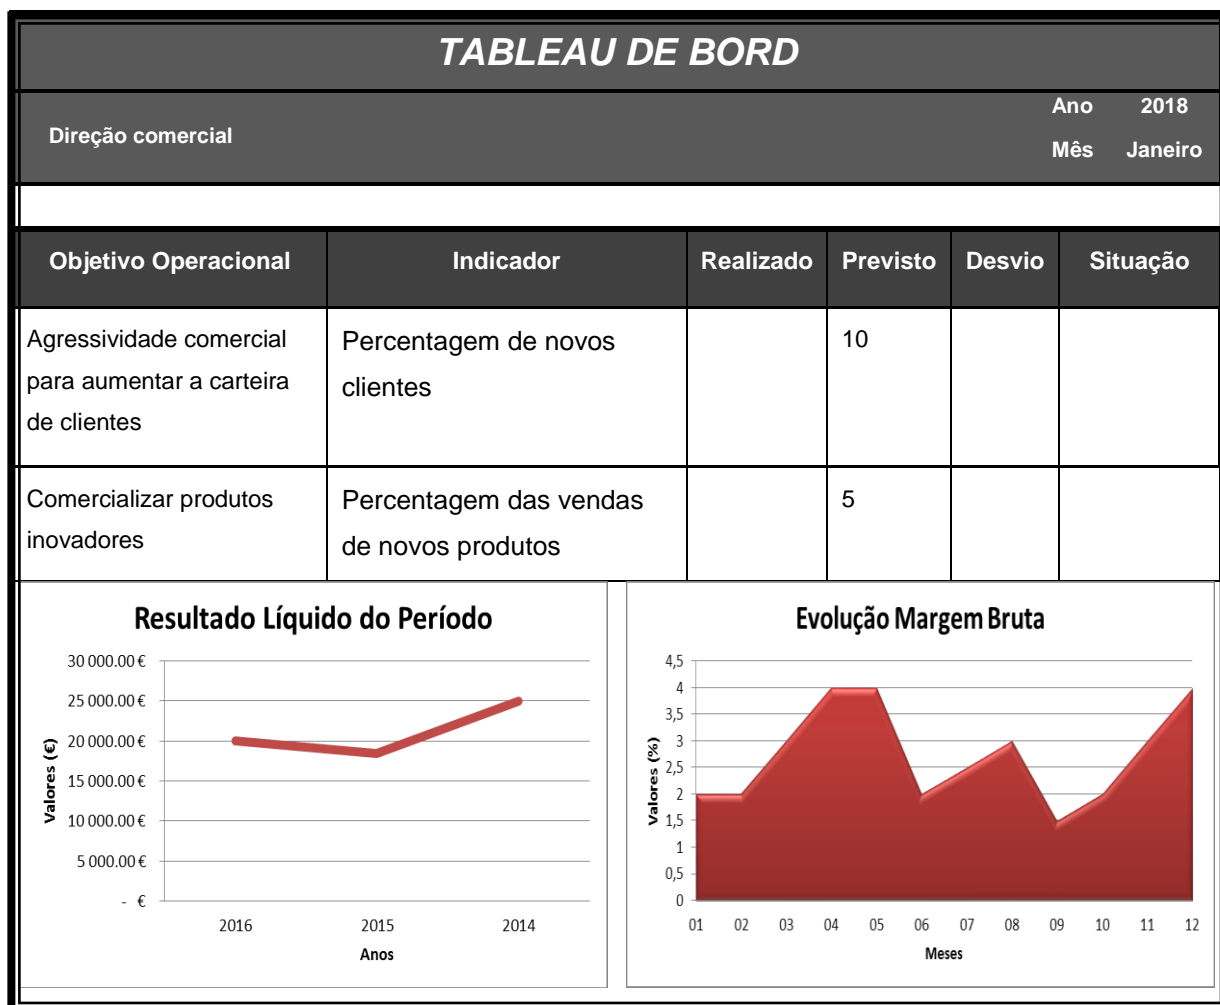 TABLEAU DE BORD
Direção comercial
Ano 2018
Mês Janeiro
Objetivo Operacional Indicador Realizado Previsto Desvio Situação
Agressividade comercial
para aumentar a carteira
de clientes
Percentagem de novos
clientes
10
Comercializar produtos
inovadores
Percentagem das vendas
de novos produtos
5
Resultado Líquido do Período
Valores (€)
30 000.00 €
25 000.00 €
20 000.00 €
15 000.00 €
10 000.00 €
5 000.00 €
- €
2016 2015 2014
Anos
Evolução Margem Bruta
Valores (%)
4,5
4
3,5
3
2,5
2
1,5
1
0,5
0
01 02 03 04 05 06 07 08 09 10 11 12
Meses